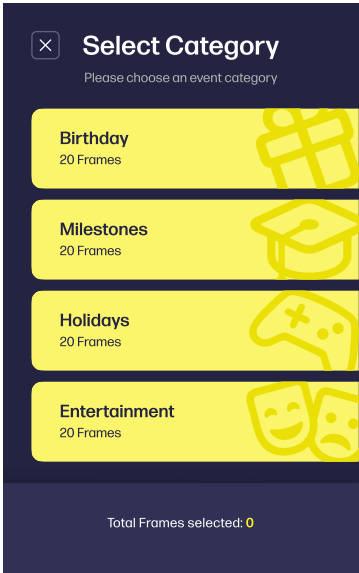 Select Category
Please choose an event category
Birthday
20 Frames
Milestones
20 Frames
Holidays
20 Frames
Entertainment
20 Frames
Total Frames selected: 0